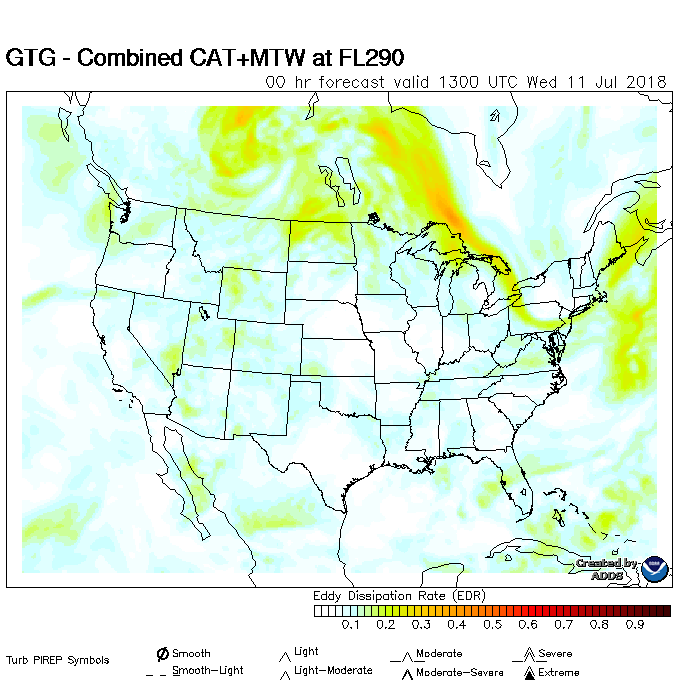 GTG - Combined CAT+MTW at FL290
00 hr forecast valid 1300 UTC Wed 11 Jul 2018
Created by
ADDS
Eddy Dissipation Rate (EDR)
0.1 0.2 0.3 0.4 0.5 0.6 0.7 0.8 0.9
Turb PIREP Symbols
Smooth Light Moderate Severe
Smooth-Light Light-Moderate Moderate-Severe Extreme